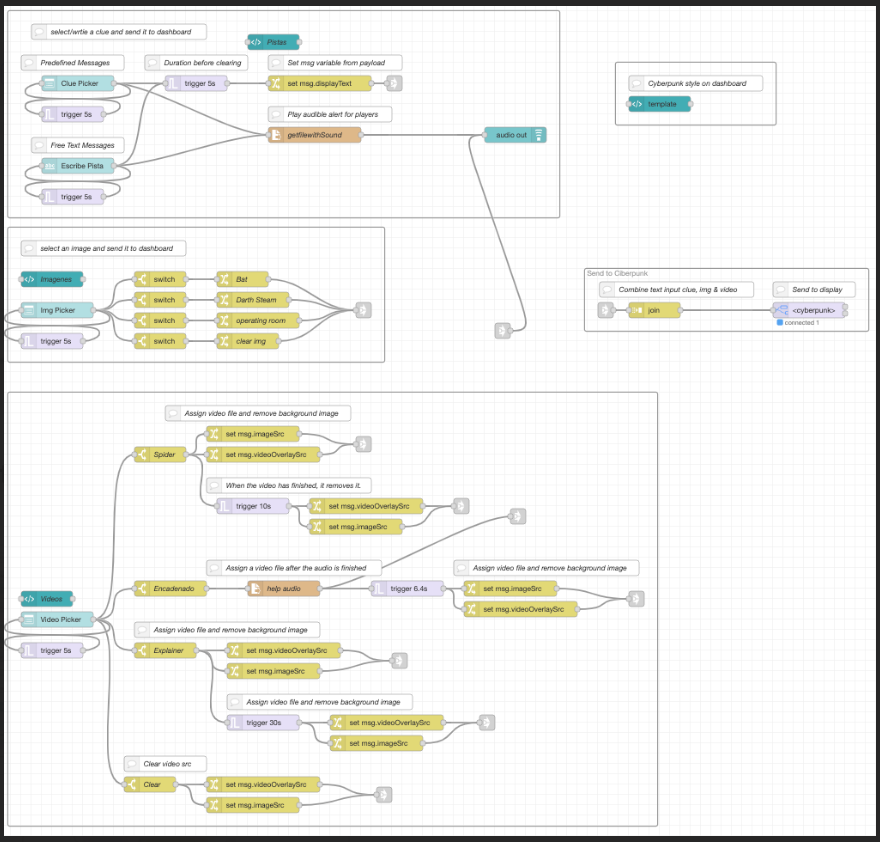 select/wrtie a clue and send it to dashboard
</> Pistas
Predefined Messages
Duration before clearing
Set msg variable from payload
Clue Picker
trigger 5s
set msg.displayText
trigger 5s
Play audible alert for players
getfilewithSound
audio out
Free Text Messages
Escribe Pista
trigger 5s
Cyberpunk style on dashboard
</> template
select an image and send it to dashboard
</> Imagenes
switch
Bat
Img Picker
switch
Darth Steam
switch
operating room
trigger 5s
switch
clear img
Send to Ciberpunk
Combine text input clue, img & video
Send to display
join
<cyberpunk>
connected 1
Assign video file and remove background image
set msg.imageSrc
Spider
set msg.videoOverlaySrc
When the video has finished, it removes it.
trigger 10s
set msg.videoOverlaySrc
set msg.imageSrc
Assign a video file after the audio is finished
Assign video file and remove background image
Encadenado
help audio
trigger 6.4s
set msg.imageSrc
set msg.videoOverlaySrc
</> Videos
Video Picker
trigger 5s
Assign video file and remove background image
Explainer
set msg.videoOverlaySrc
set msg.imageSrc
Assign video file and remove background image
trigger 30s
set msg.videoOverlaySrc
set msg.imageSrc
Clear video src
Clear
set msg.videoOverlaySrc
set msg.imageSrc